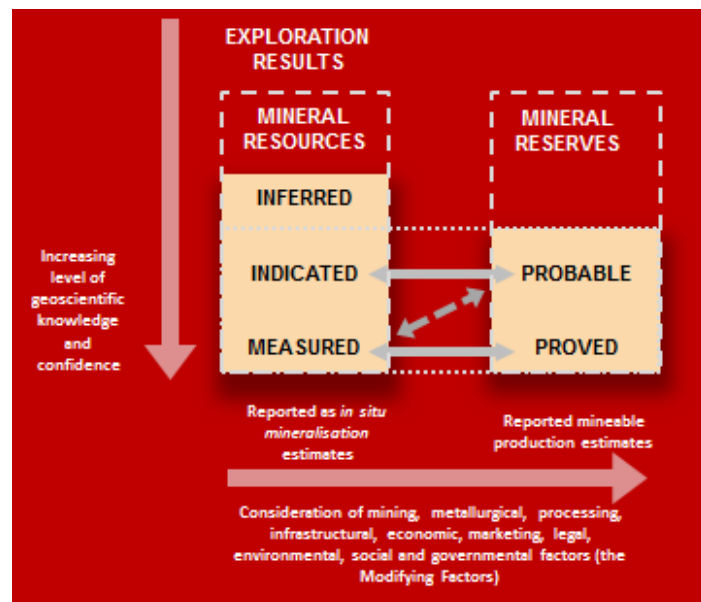 EXPLORATION
RESULTS
MINERAL
RESOURCES
MINERAL
RESERVES
INFERRED
Increasing
level of
geoscientific
knowledge
and
confidence
INDICATED
PROBABLE
MEASURED
PROVED
Reported as in situ
mineralisation
estimates
Reported mineable
production estimates
Consideration of mining, metallurgical, processing,
infrastructural, economic, marketing, legal,
environmental, social and governmental factors (the
Modifying Factors)